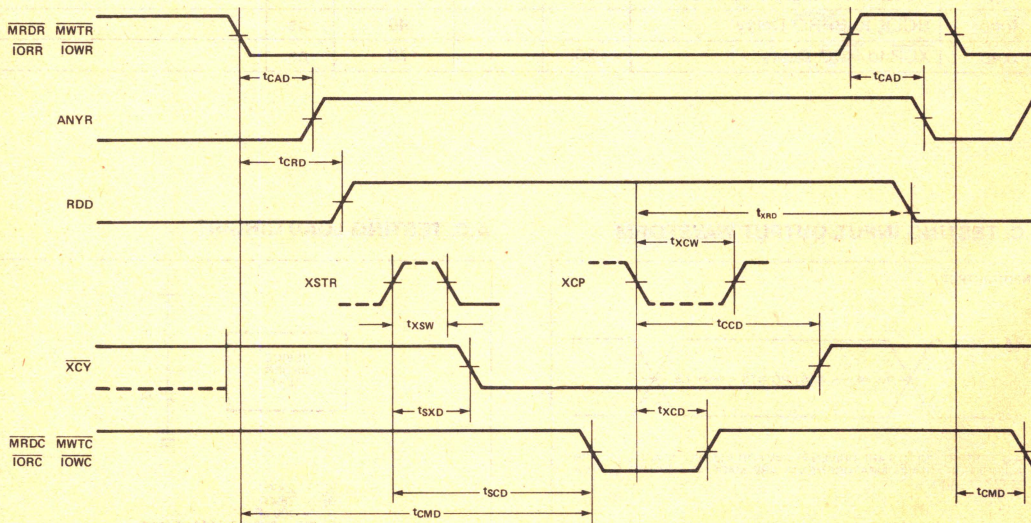 MRDR MWTR
IORR IOWR
tCAD
tCAD
ANYR
tCRD
RDD
tXRD
tXCW
XSTR
XCP
tXSW
tCCD
XCY
tSXD
tXCD
MRDC MWTC
IORC IOWC
tSCD
tCMD
tCMD